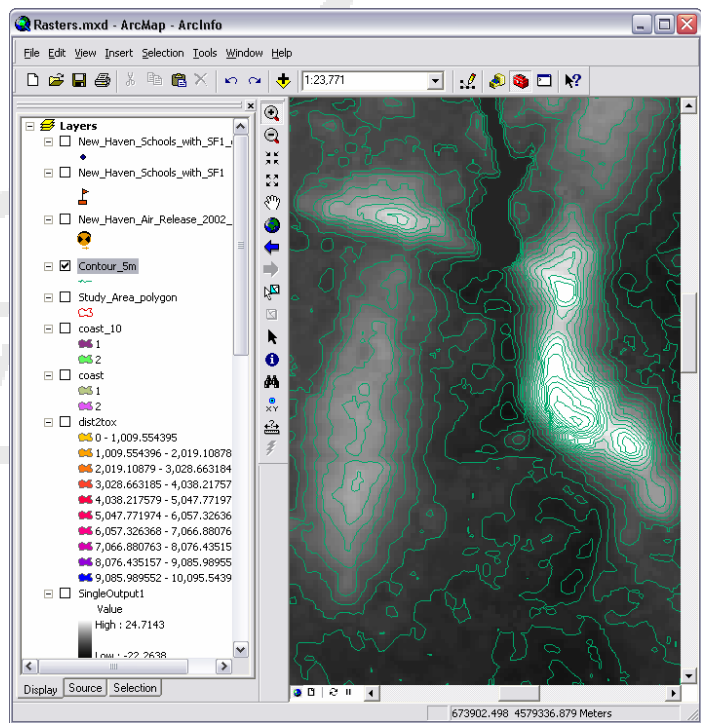 Rasters.mxd - ArcMap - ArcInfo
File Edit View Insert Selection Tools Window Help
1:23,771
Layers
New_Haven_Schools_with_SF1_
New_Haven_Schools_with_SF1
New_Haven_Air_Release_2002_
Contour_5m
Study_Area_polygon
coast_10
1
2
coast
1
2
dist2tox
0 - 1,009.554395
1,009.554396 - 2,019.10878
2,019.10879 - 3,028.663184
3,028.663185 - 4,038.21757
4,038.217579 - 5,047.77197
5,047.771974 - 6,057.32636
6,057.326368 - 7,066.88076
7,066.880763 - 8,076.43515
8,076.435157 - 9,085.98955
9,085.989552 - 10,095.5439
SingleOutput1
Value
High : 24.7143
Low : -22.2638
XY
Display Source Selection
673902.498 4579336.879 Meters